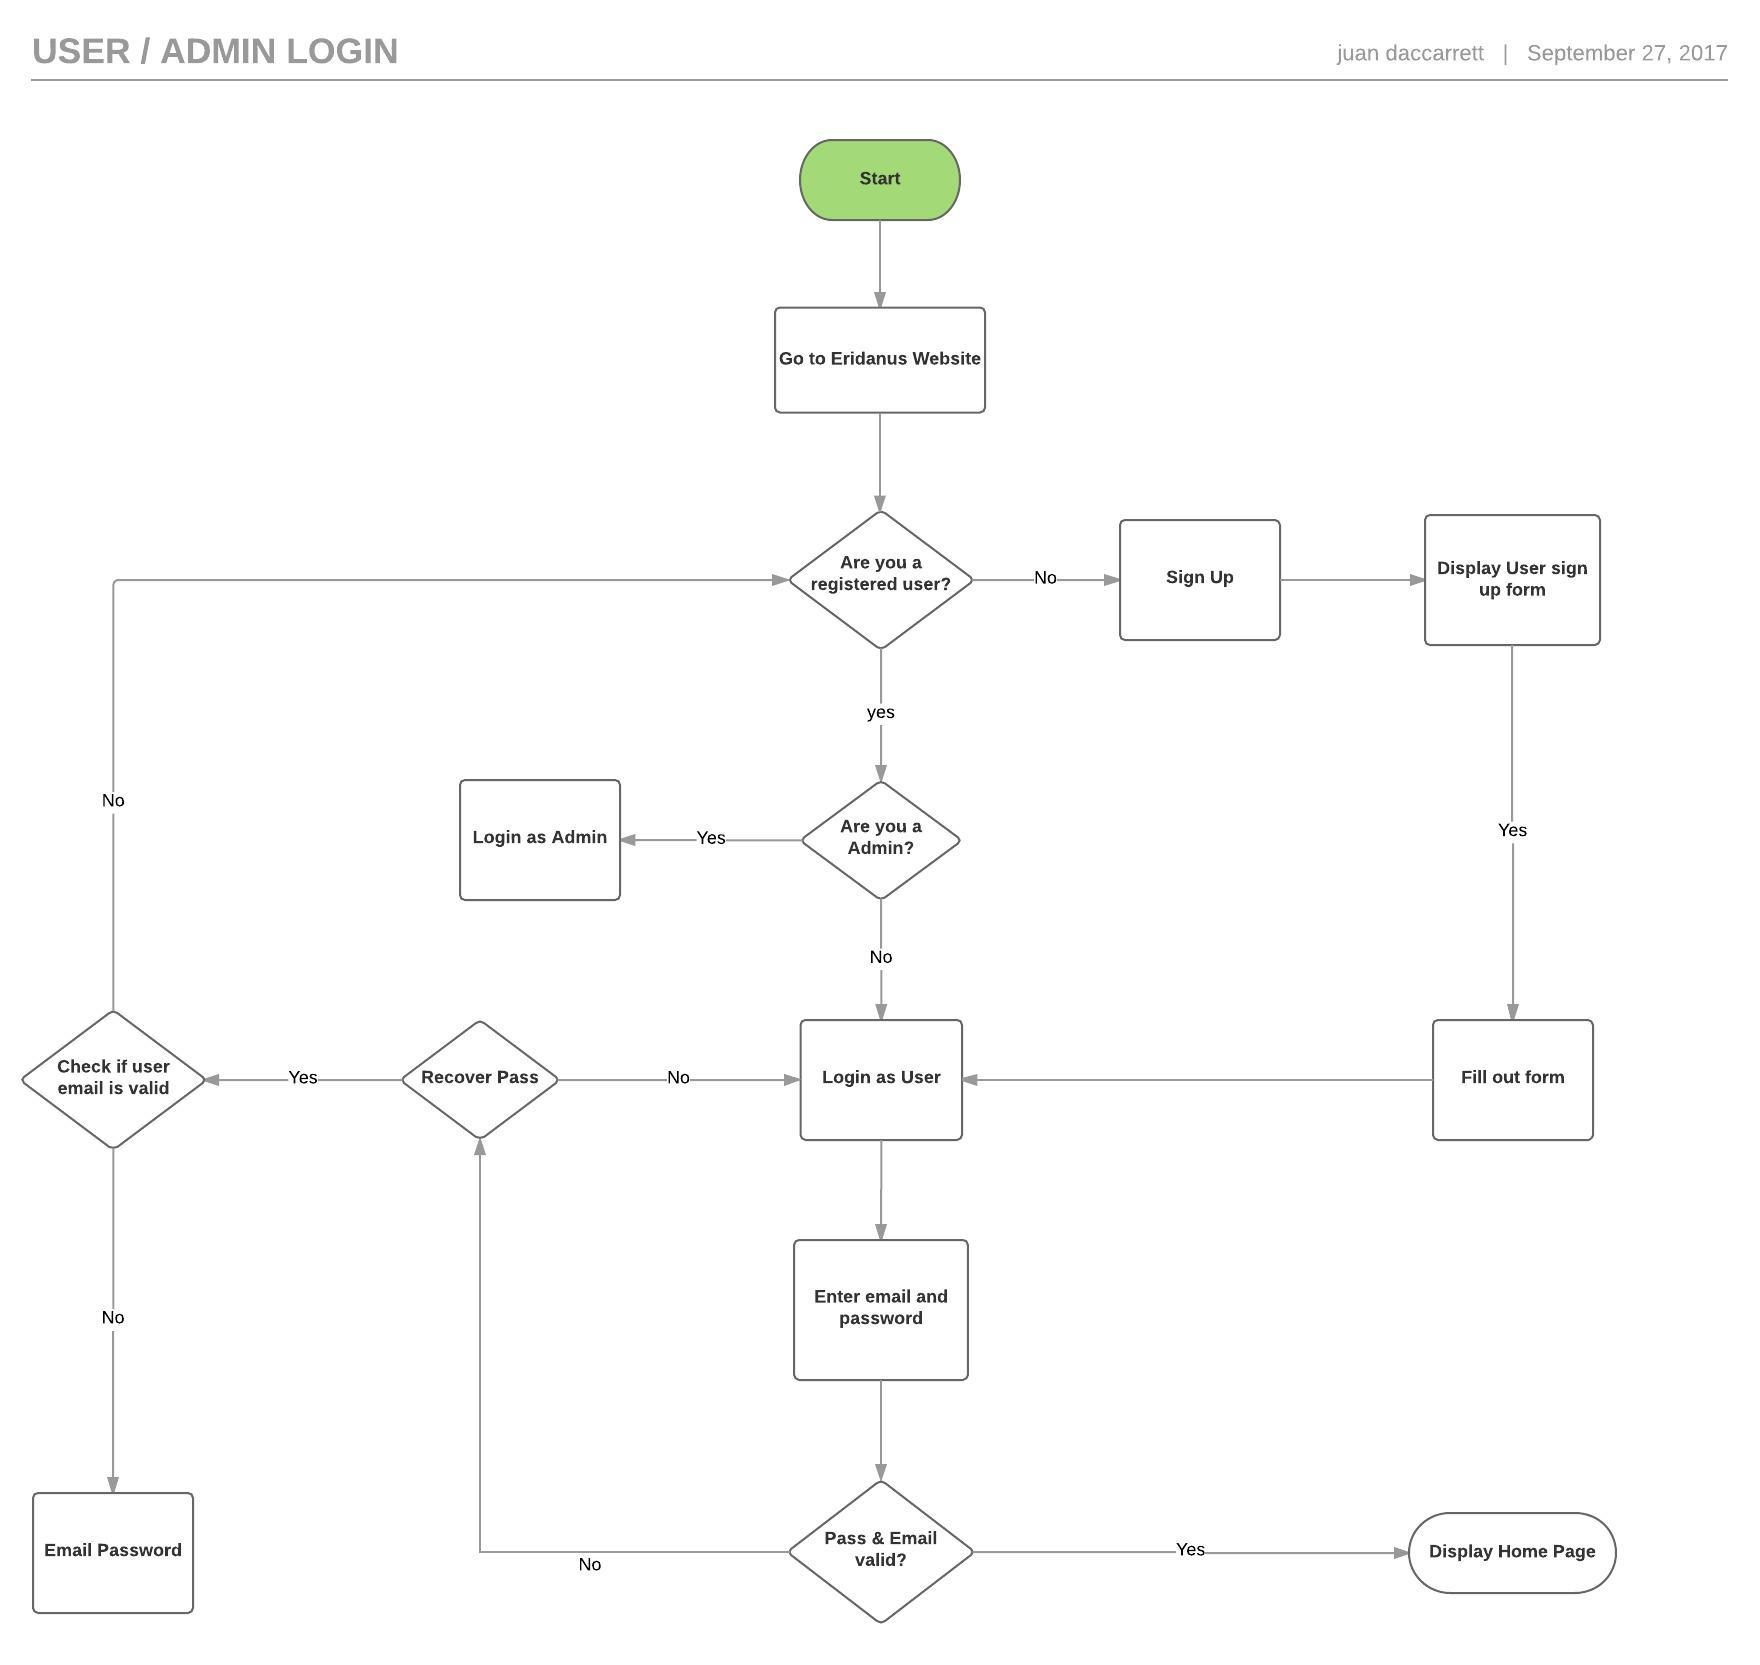 USER / ADMIN LOGIN
juan daccarrett | September 27, 2017
Start
Go to Eridanus Website
Are you a
registered user?
No
Sign Up
Display User sign
up form
yes
No
Login as Admin
Yes
Are you a
Admin?
Yes
No
Check if user
email is valid
Yes
Recover Pass
No
Login as User
Fill out form
Enter email and
password
No
Email Password
No
Pass & Email
valid?
Yes
Display Home Page